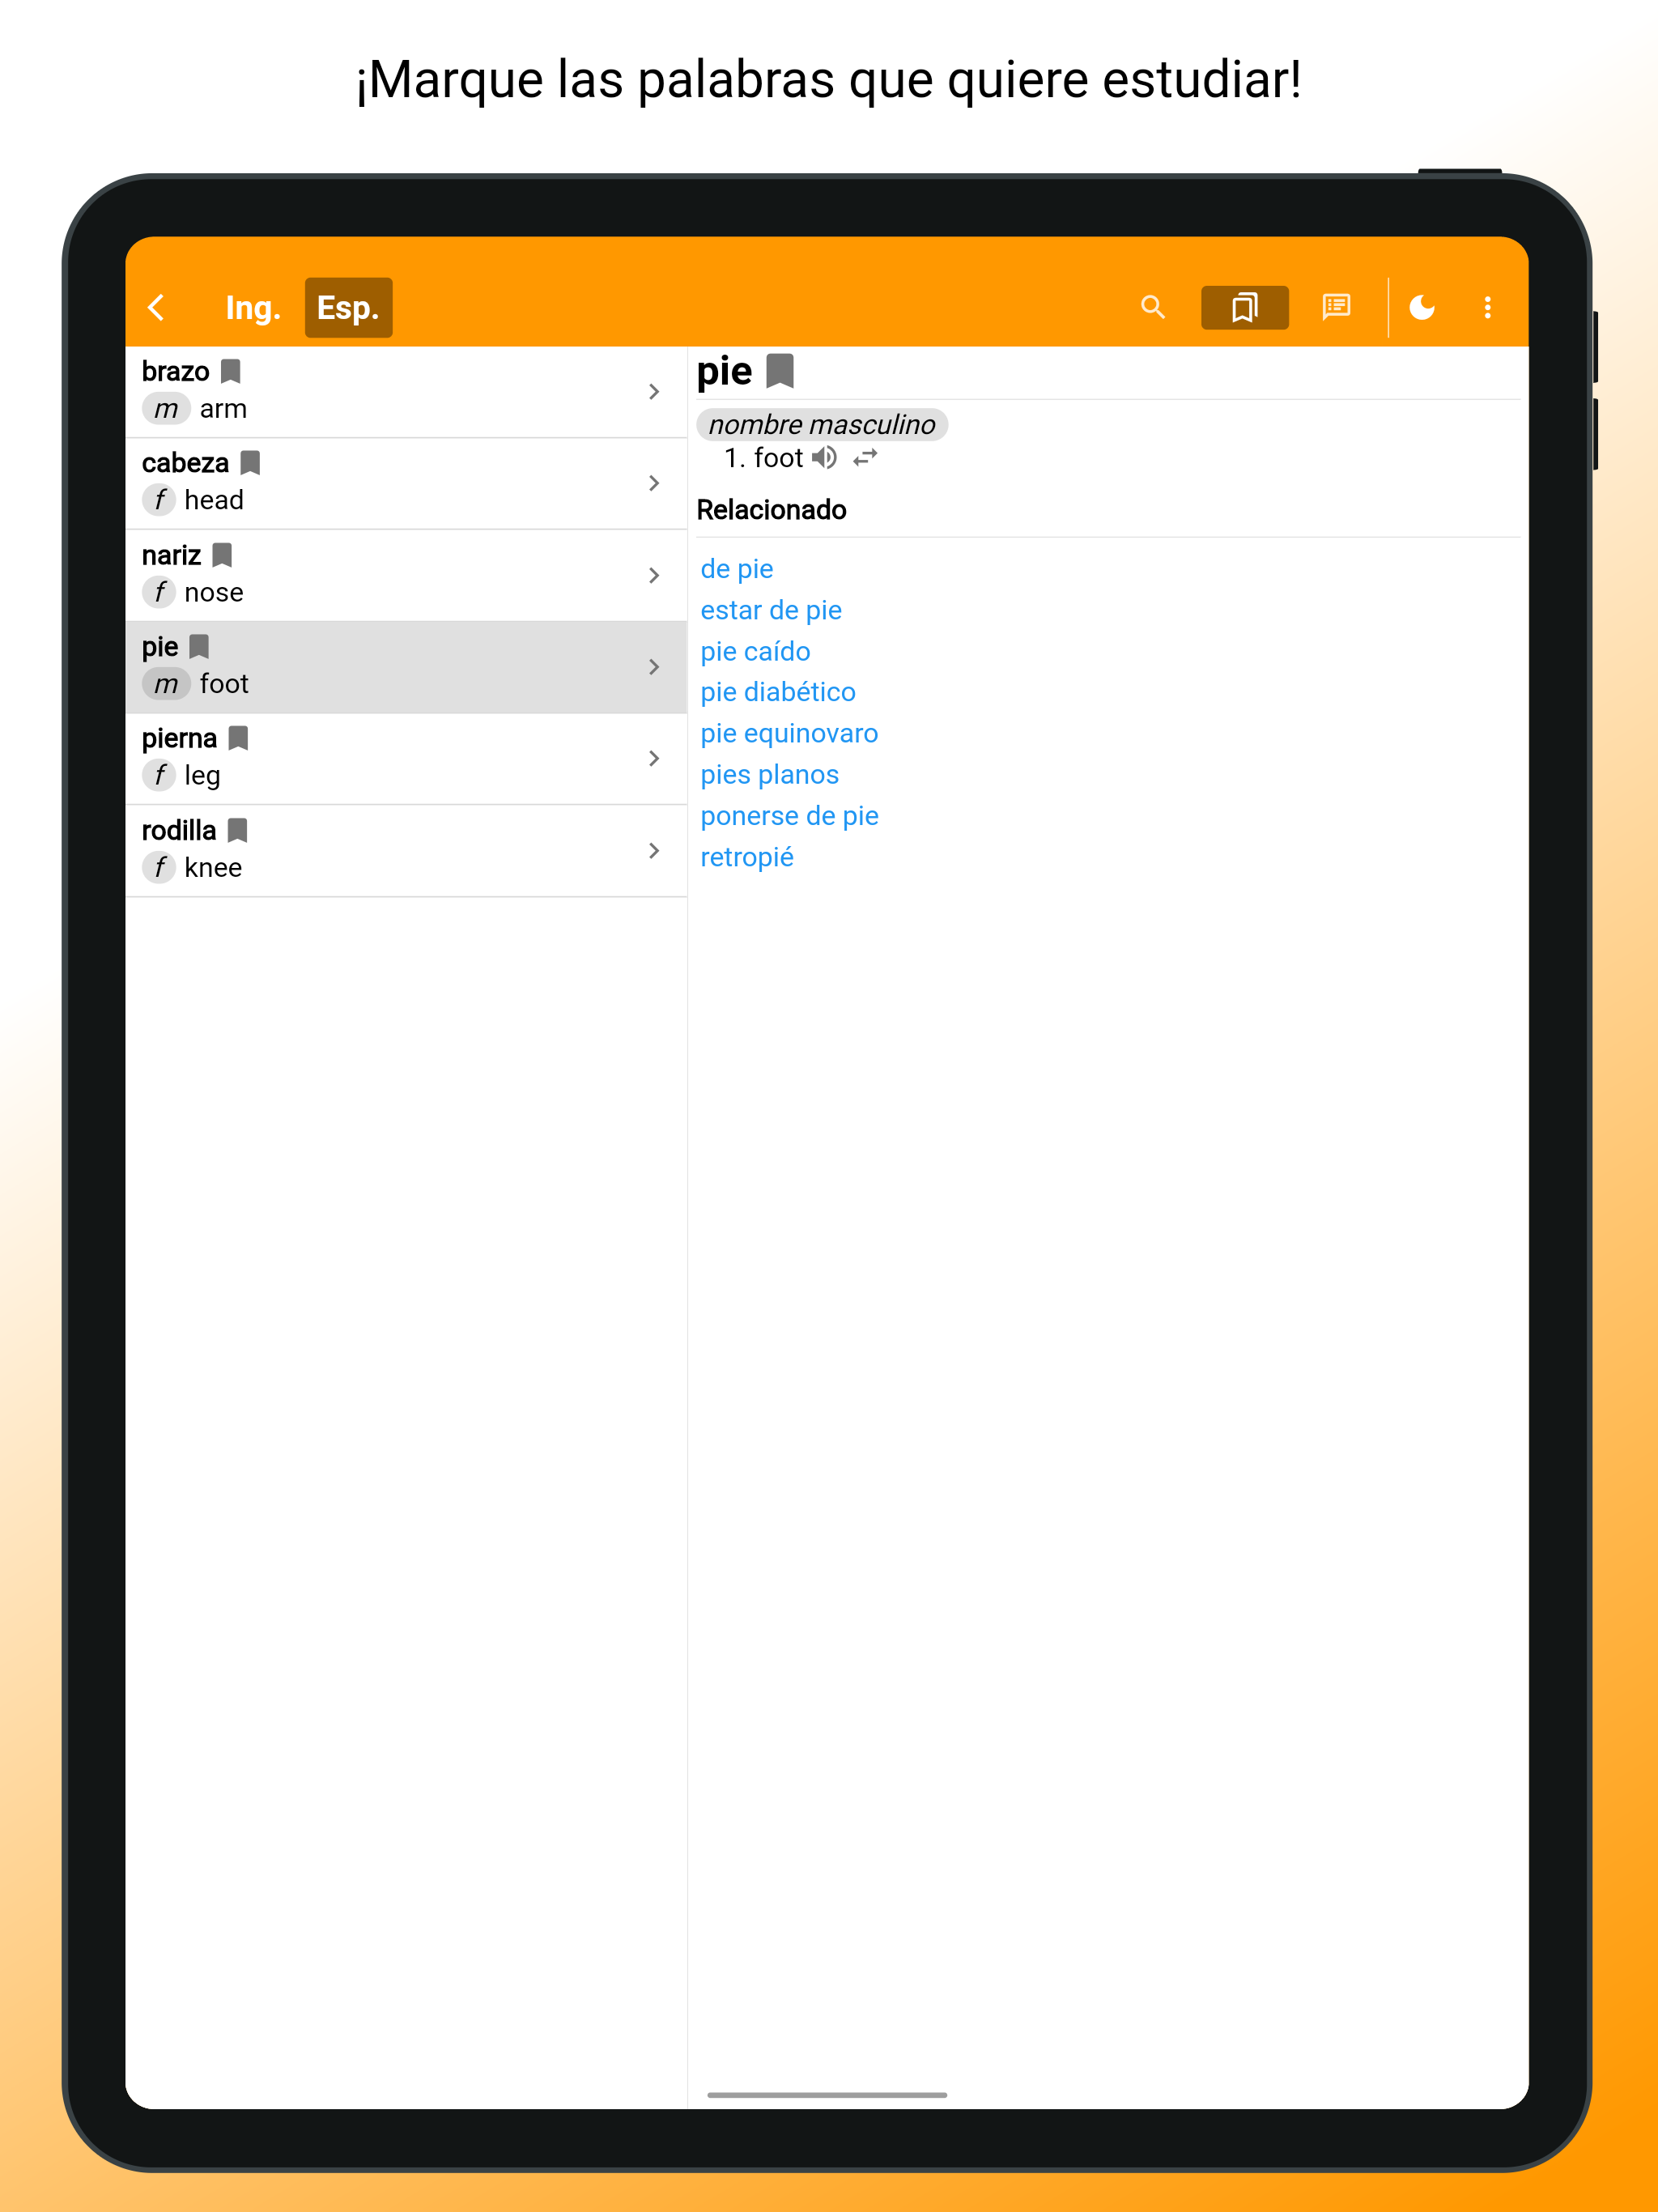 ¡Marque las palabras que quiere estudiar!
Ing. Esp.
brazo
m arm
cabeza
f head
nariz
f nose
pie
m foot
pierna
f leg
rodilla
f knee
pie
nombre masculino
1. foot
Relacionado
de pie
estar de pie
pie caído
pie diabético
pie equinovaro
pies planos
ponerse de pie
retropié